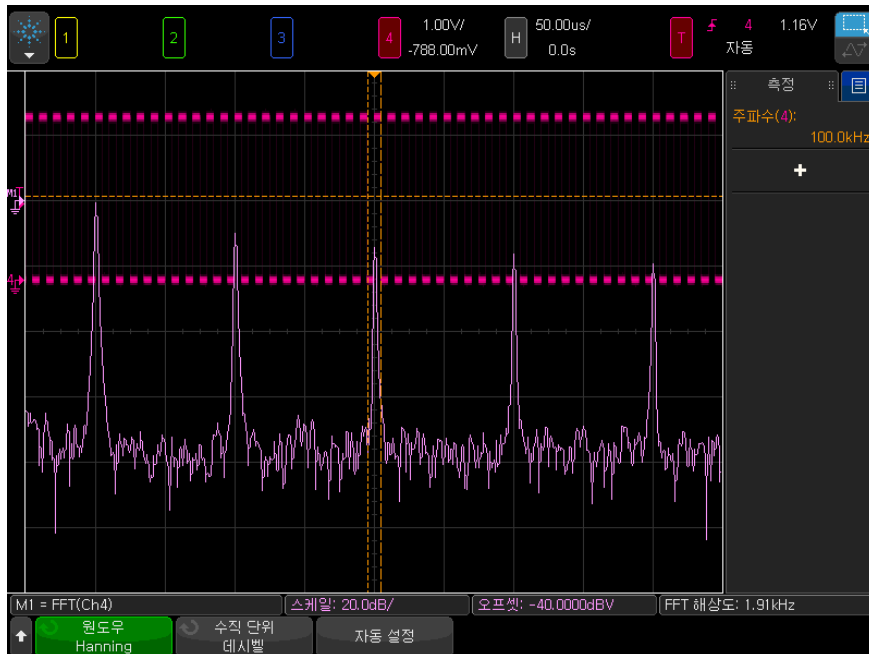 1 2 3 4 1.00V/ H 50.00us/ T 4 1.16V
-788.00mV 0.0s 자동
측정
주파수(4):
100.0kHz
+
M1
4
M1 = FFT(Ch4) 스케일: 20.0dB/ 오프셋: -40.0000dBV FFT 해상도: 1.91kHz
윈도우 수직 단위 자동 설정
Hanning 데시벨